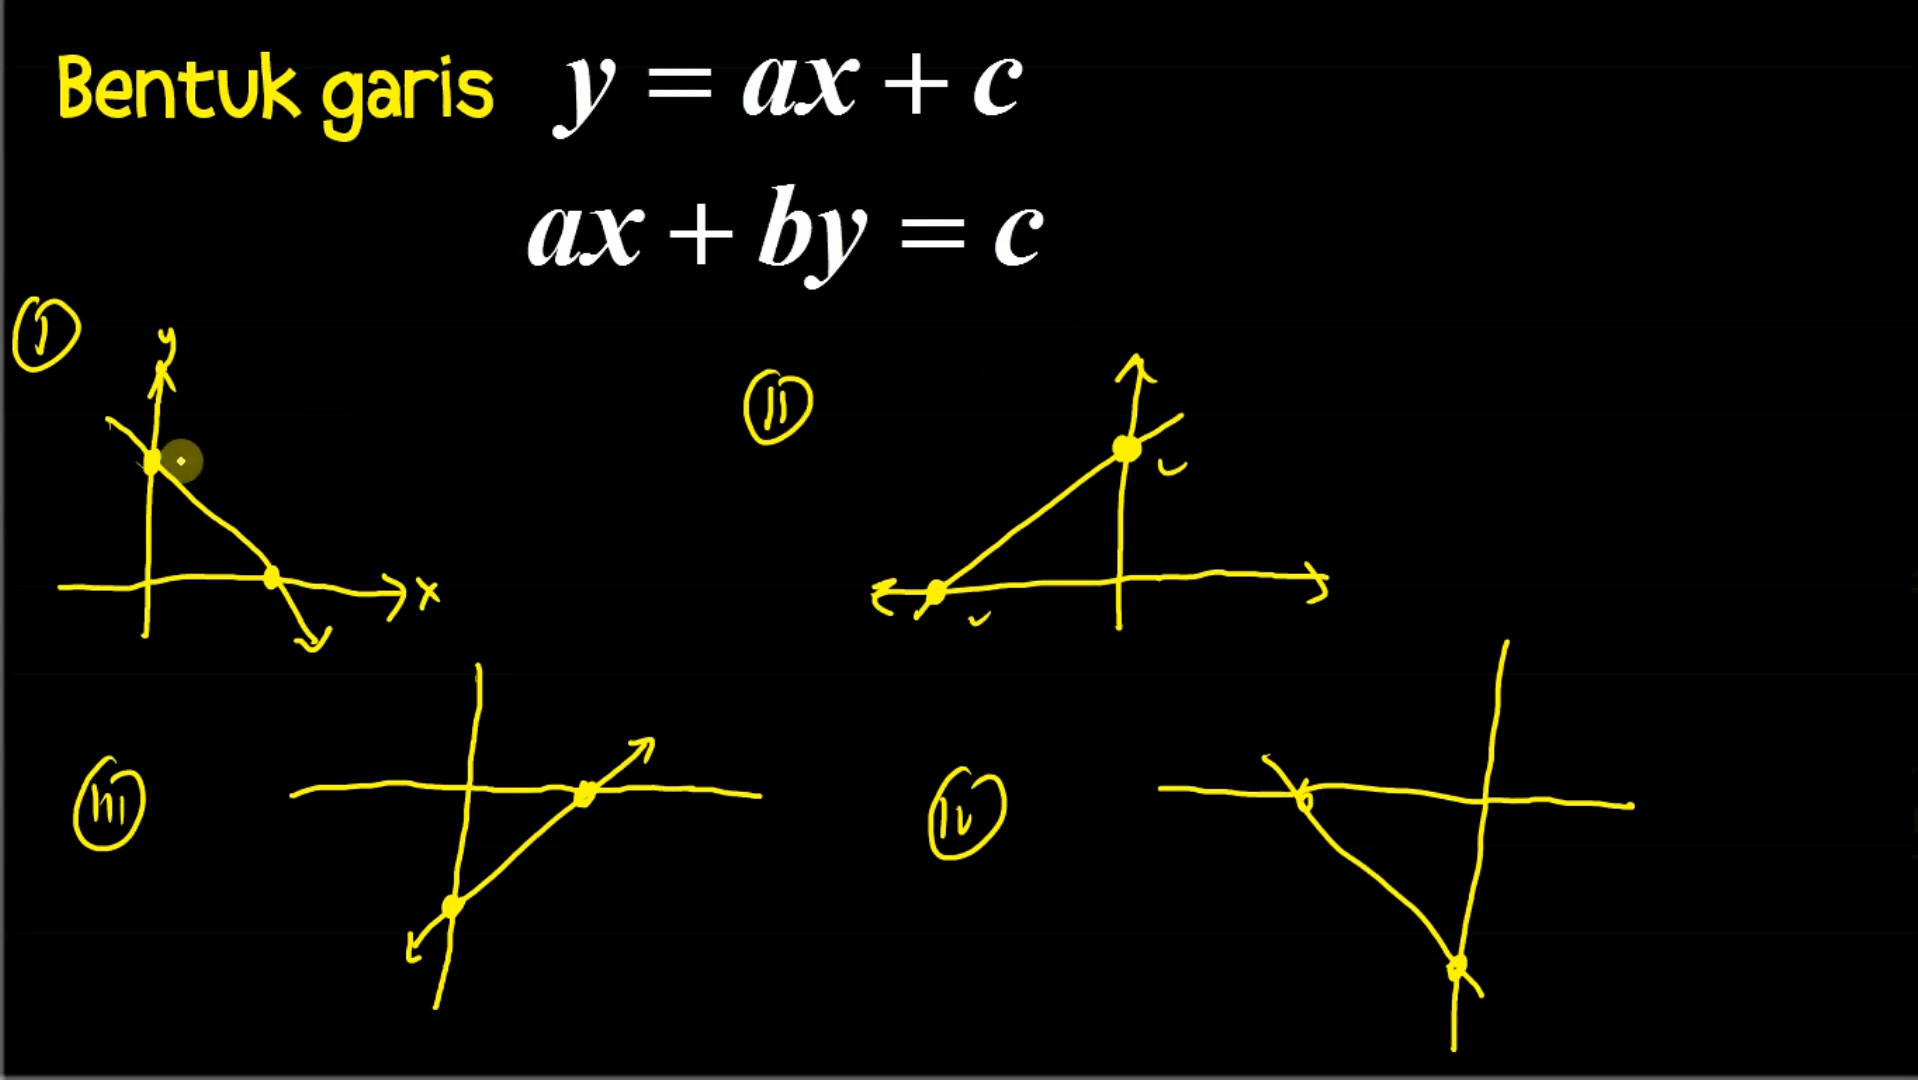 Bentuk garis y = ax + c
ax + by = c
I
y
II
x
III
IV